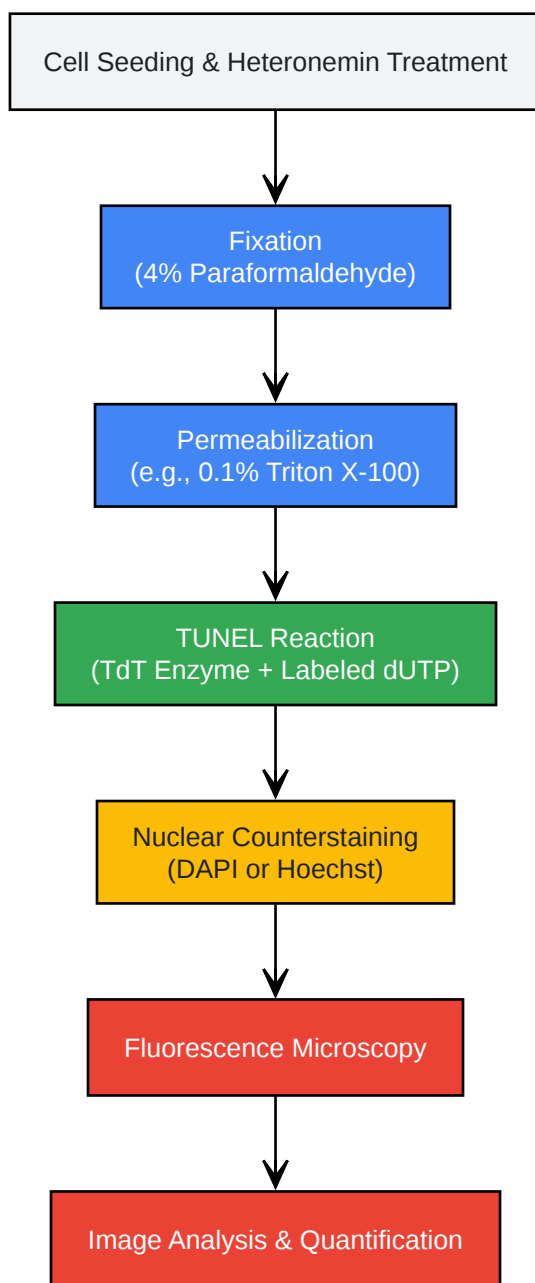 Cell Seeding & Heteronemin Treatment
Fixation
(4% Paraformaldehyde)
Permeabilization
(e.g., 0.1% Triton X-100)
TUNEL Reaction
(TdT Enzyme + Labeled dUTP)
Nuclear Counterstaining
(DAPI or Hoechst)
Fluorescence Microscopy
Image Analysis & Quantification